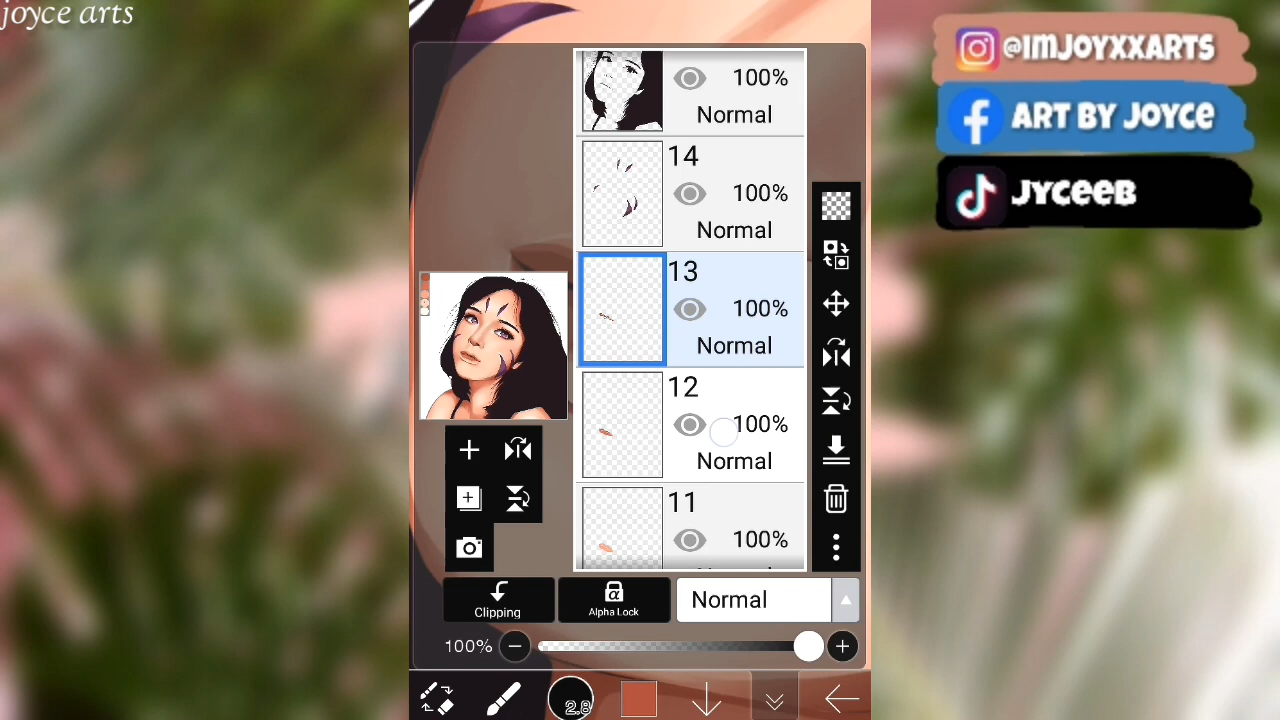 joyce arts
@IMJOYXXARTS
ART BY JOYCE
JYCEEB
100%
Normal
14
100%
Normal
13
100%
Normal
12
100%
Normal
11
100%
Clipping
α
Alpha Lock
Normal
100%
2.8